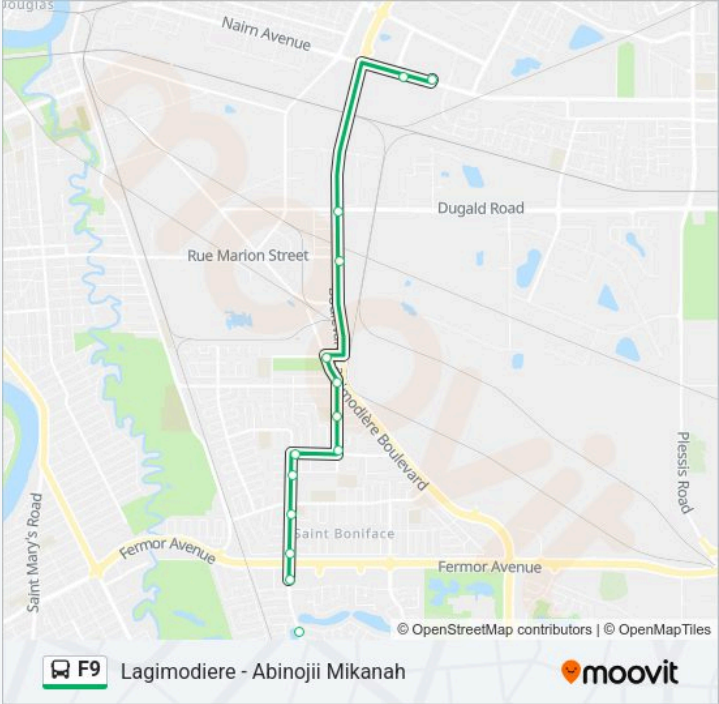 Douglas
Nairn Avenue
Dugald Road
Rue Marion Street
Lagimodière Boulevard
Plessis Road
Saint Mary's Road
Saint Boniface
Fermor Avenue
Fermor Avenue
moovit
© OpenStreetMap contributors | © OpenMapTiles
F9 Lagimodiere - Abinojii Mikanah
moovit